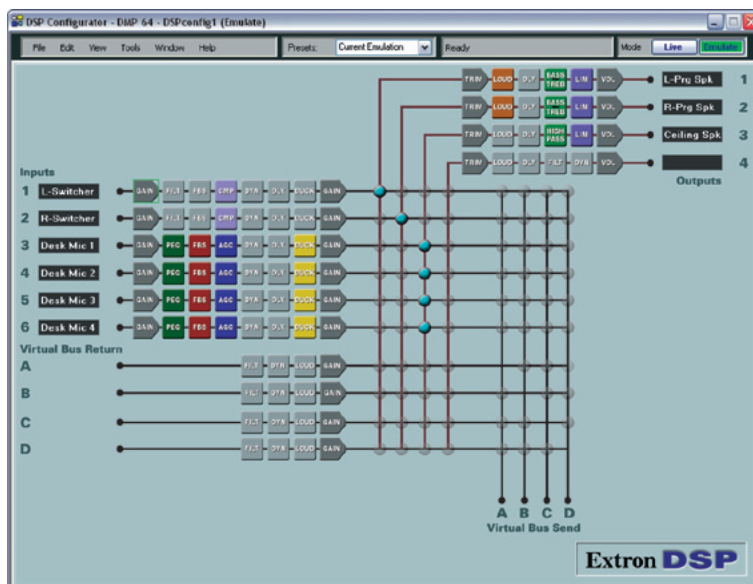 DSP Configurator - DMP 64 - DSPconfig1 (Emulate)
File Edit View Tools Window Help Presets: Current Emulation Ready Mode Live Emulate
TRIM LOUD DLY BASS TREB LIM VOL L-Prg Spk 1
TRIM LOUD DLY BASS TREB LIM VOL R-Prg Spk 2
TRIM LOUD DLY HIGH PASS LIM VOL Ceiling Spk 3
TRIM LOUD DLY FILT DYN VOL 4
Outputs
Inputs
1 L-Switcher GAIN FILT FBS CMP DYN DLY DUCK GAIN
2 R-Switcher GAIN FILT FBS CMP DYN DLY DUCK GAIN
3 Desk Mic 1 GAIN PEQ FBS AGC DYN DLY DUCK GAIN
4 Desk Mic 2 GAIN PEQ FBS AGC DYN DLY DUCK GAIN
5 Desk Mic 3 GAIN PEQ FBS AGC DYN DLY DUCK GAIN
6 Desk Mic 4 GAIN PEQ FBS AGC DYN DLY DUCK GAIN
Virtual Bus Return
A FILT DYN LOUD GAIN
B FILT DYN LOUD GAIN
C FILT DYN LOUD GAIN
D FILT DYN LOUD GAIN
A B C D
Virtual Bus Send
Extron DSP